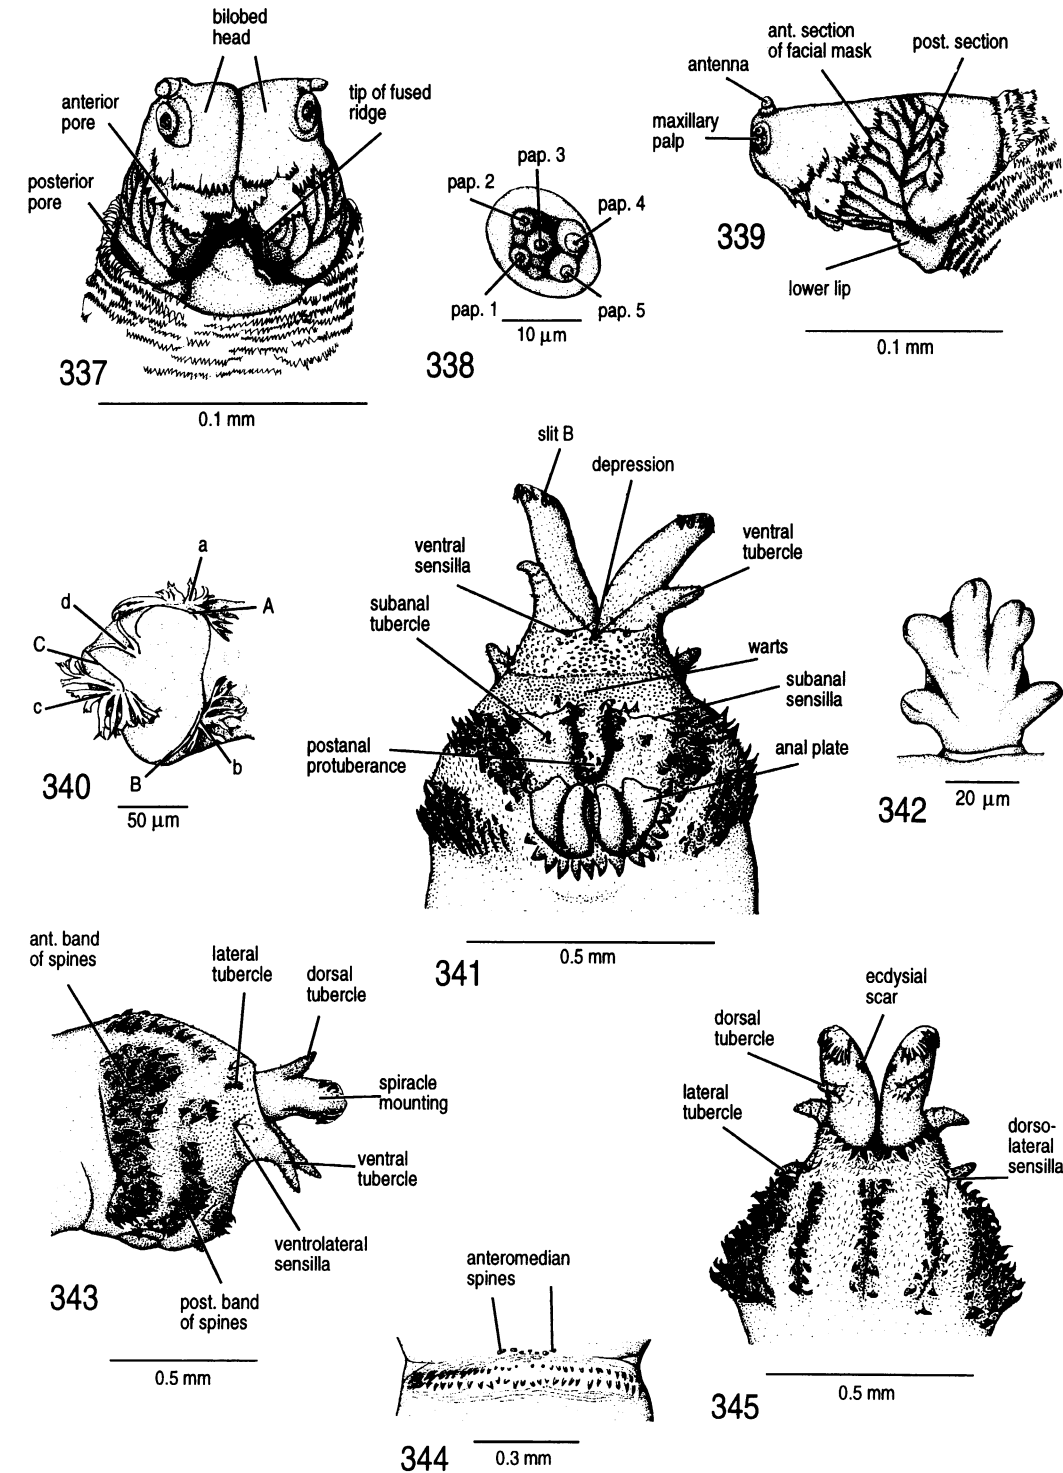 bilobed
head
anterior
pore
tip of fused
ridge
posterior
pore
337
0.1 mm
pap. 3
pap. 2
pap. 4
pap. 1
pap. 5
10 µm
338
ant. section
of facial mask
post. section
antenna
maxillary
palp
339
lower lip
0.1 mm
a
d
A
C
c
B
b
340
50 µm
slit B
depression
ventral
sensilla
ventral
tubercle
subanal
tubercle
warts
subanal
sensilla
postanal
protuberance
anal plate
341
0.5 mm
342
20 µm
ant. band
of spines
lateral
tubercle
dorsal
tubercle
spiracle
mounting
ventral
tubercle
ventrolateral
sensilla
343
post. band
of spines
0.5 mm
anteromedian
spines
344
0.3 mm
ecdysial
scar
dorsal
tubercle
lateral
tubercle
dorso-
lateral
sensilla
345
0.5 mm